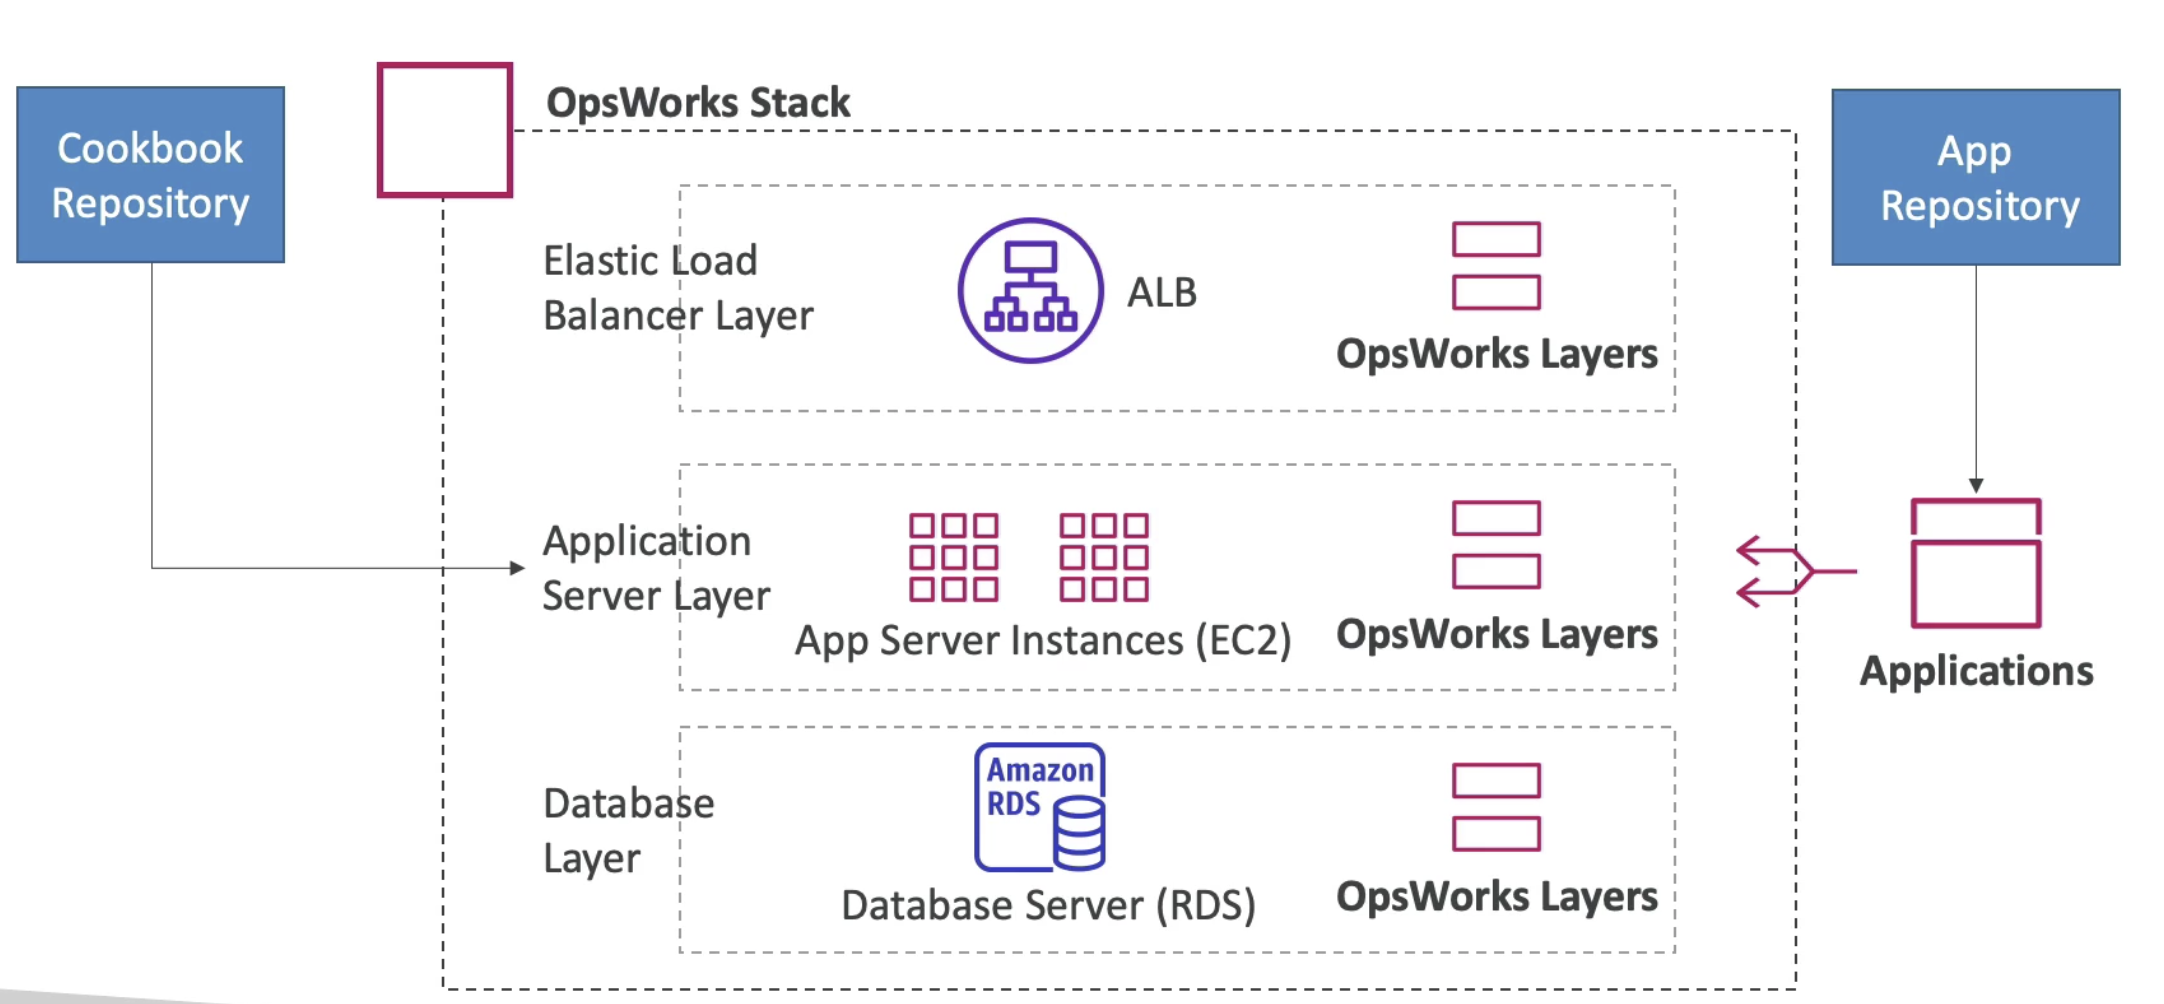 Cookbook
Repository
OpsWorks Stack
App
Repository
Elastic Load
Balancer Layer
ALB
OpsWorks Layers
Application
Server Layer
App Server Instances (EC2)
OpsWorks Layers
Applications
Database
Layer
Amazon
RDS
Database Server (RDS)
OpsWorks Layers